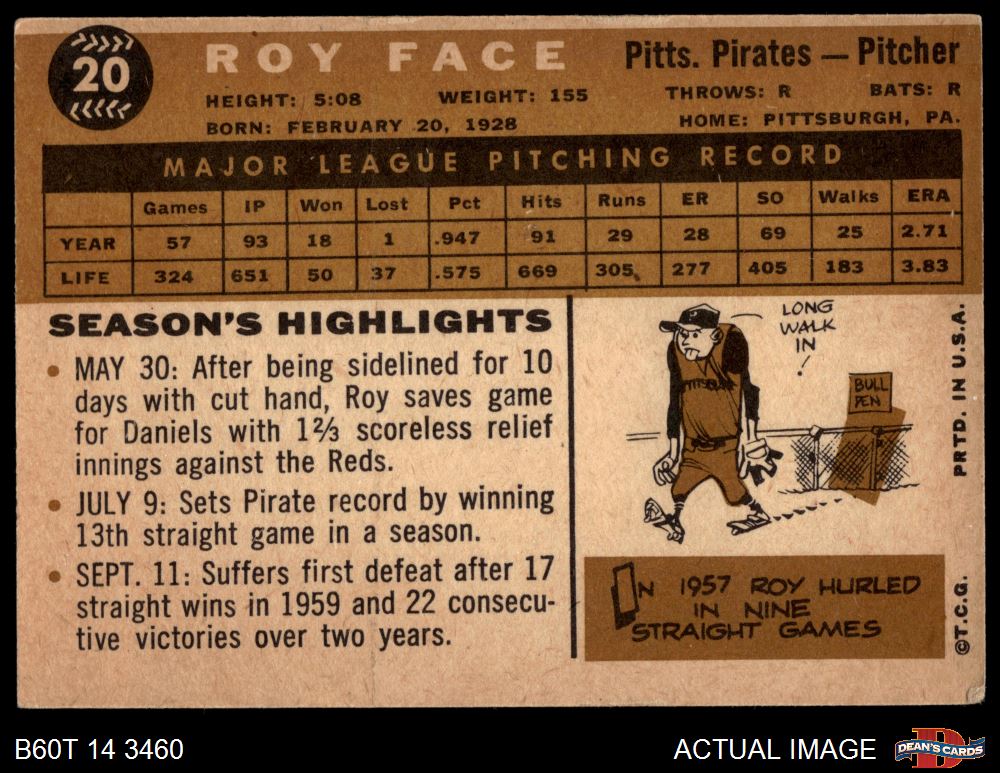 20
ROY FACE
Pitts. Pirates — Pitcher
HEIGHT: 5:08 WEIGHT: 155 THROWS: R BATS: R
BORN: FEBRUARY 20, 1928 HOME: PITTSBURGH, PA.
MAJOR LEAGUE PITCHING RECORD
Games IP Won Lost Pct Hits Runs ER SO Walks ERA
YEAR 57 93 18 1 .947 91 29 28 69 25 2.71
LIFE 324 651 50 37 .575 669 305 277 405 183 3.83
SEASON'S HIGHLIGHTS
• MAY 30: After being sidelined for 10
days with cut hand, Roy saves game
for Daniels with 1⅔ scoreless relief
innings against the Reds.
• JULY 9: Sets Pirate record by winning
13th straight game in a season.
• SEPT. 11: Suffers first defeat after 17
straight wins in 1959 and 22 consecu-
tive victories over two years.
LONG
WALK
IN
!
BULL
PEN
IN 1957 ROY HURLED
IN NINE
STRAIGHT GAMES
PRTD. IN U.S.A.
©T.C.G.
B60T 14 3460
ACTUAL IMAGE
DEAN'S CARDS